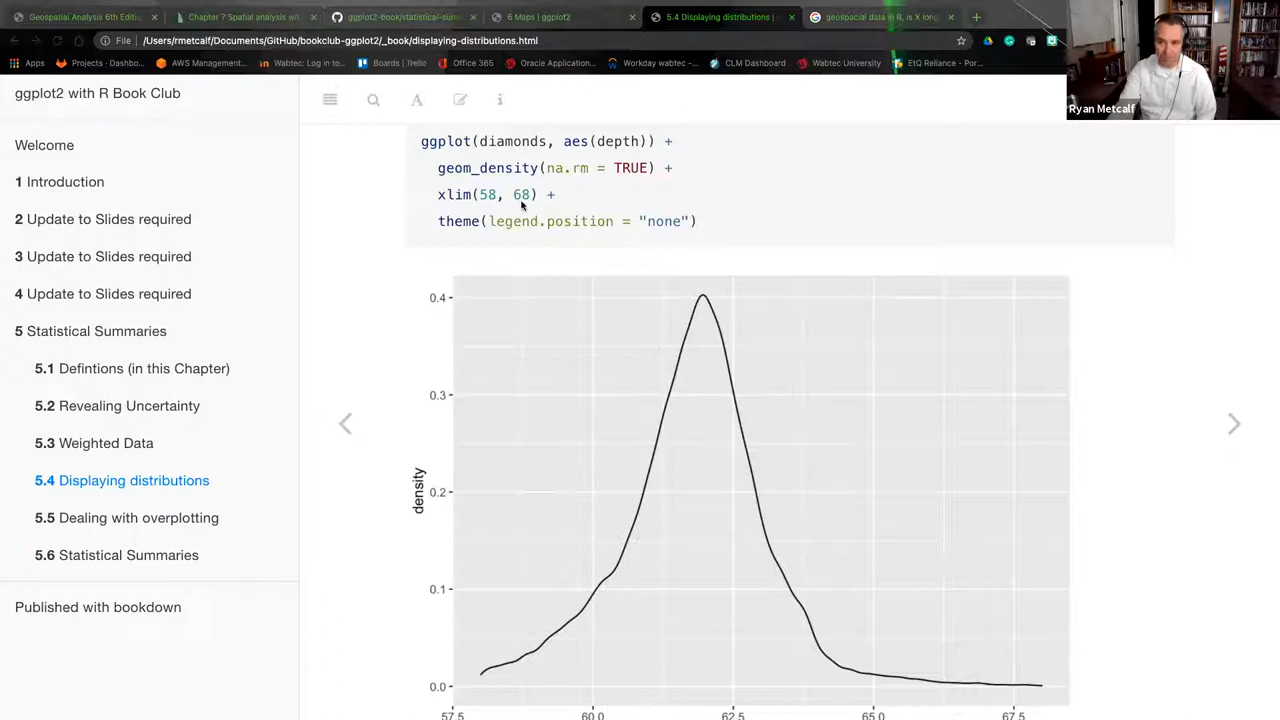 Geospatial Analysis 6th Editi
Chapter 7 Spatial analysis wi
ggplot2-book/statistical-sum
6 Maps | ggplot2
5.4 Displaying distributions |
geospatial data in R, is X long
File
/Users/rmetcalf/Documents/GitHub/bookclub-ggplot2/_book/displaying-distributions.html
Apps
Projects · Dashbo...
AWS Management...
Wabtec: Log in to...
Boards | Trello
Office 365
Oracle Application...
Workday wabtec -...
CLM Dashboard
Wabtec University
EtQ Reliance - Por...
Ryan Metcalf
ggplot2 with R Book Club
Welcome
1 Introduction
2 Update to Slides required
3 Update to Slides required
4 Update to Slides required
5 Statistical Summaries
5.1 Defintions (in this Chapter)
5.2 Revealing Uncertainty
5.3 Weighted Data
5.4 Displaying distributions
5.5 Dealing with overplotting
5.6 Statistical Summaries
Published with bookdown
A
i
ggplot(diamonds, aes(depth)) +
geom_density(na.rm = TRUE) +
xlim(58, 68) +
theme(legend.position = "none")
0.4
0.3
0.2
0.1
0.0
density
57.5
60.0
62.5
65.0
67.5